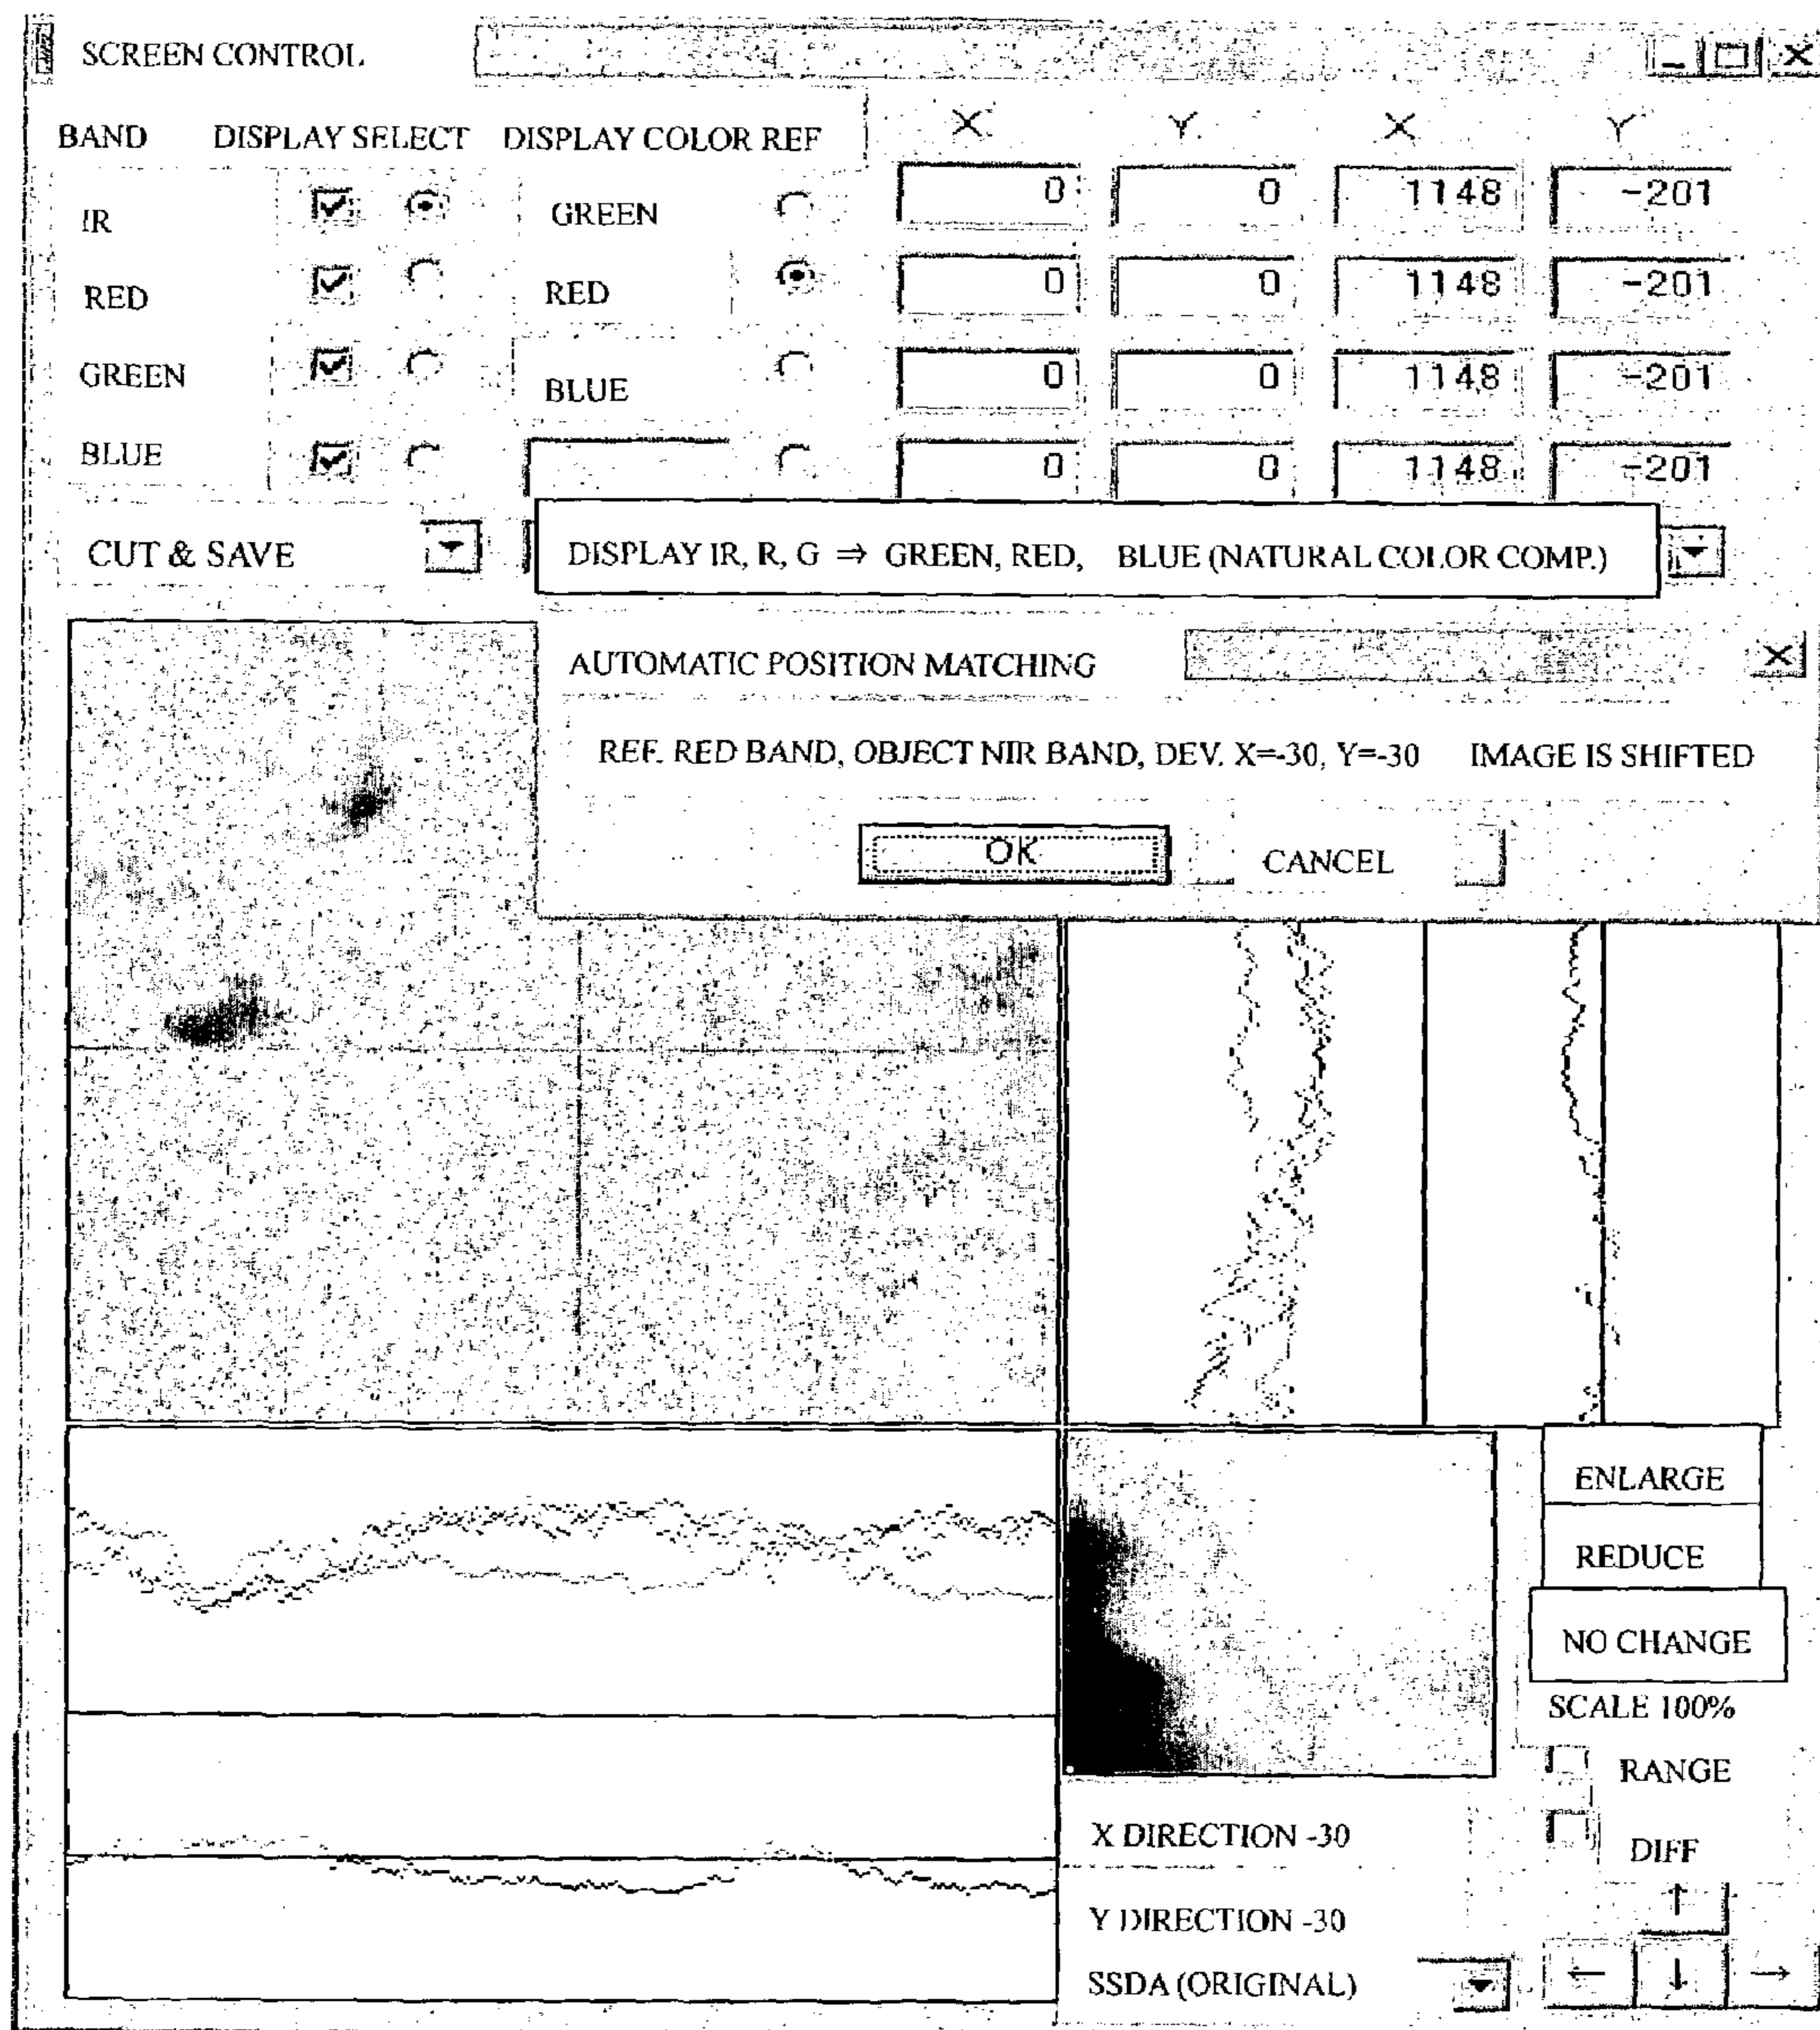 SCREEN CONTROL
BAND DISPLAY SELECT DISPLAY COLOR REF X Y X Y
IR GREEN 0 0 1148 -201
RED RED 0 0 1148 -201
GREEN BLUE 0 0 1148 -201
BLUE 0 0 1148 -201
CUT & SAVE DISPLAY IR, R, G ⇒ GREEN, RED, BLUE (NATURAL COLOR COMP.)
AUTOMATIC POSITION MATCHING
REF. RED BAND, OBJECT NIR BAND, DEV. X=-30, Y=-30 IMAGE IS SHIFTED
OK CANCEL
ENLARGE
REDUCE
NO CHANGE
SCALE 100%
RANGE
X DIRECTION -30
DIFF
Y DIRECTION -30
↑
SSDA (ORIGINAL) ← ↓ →